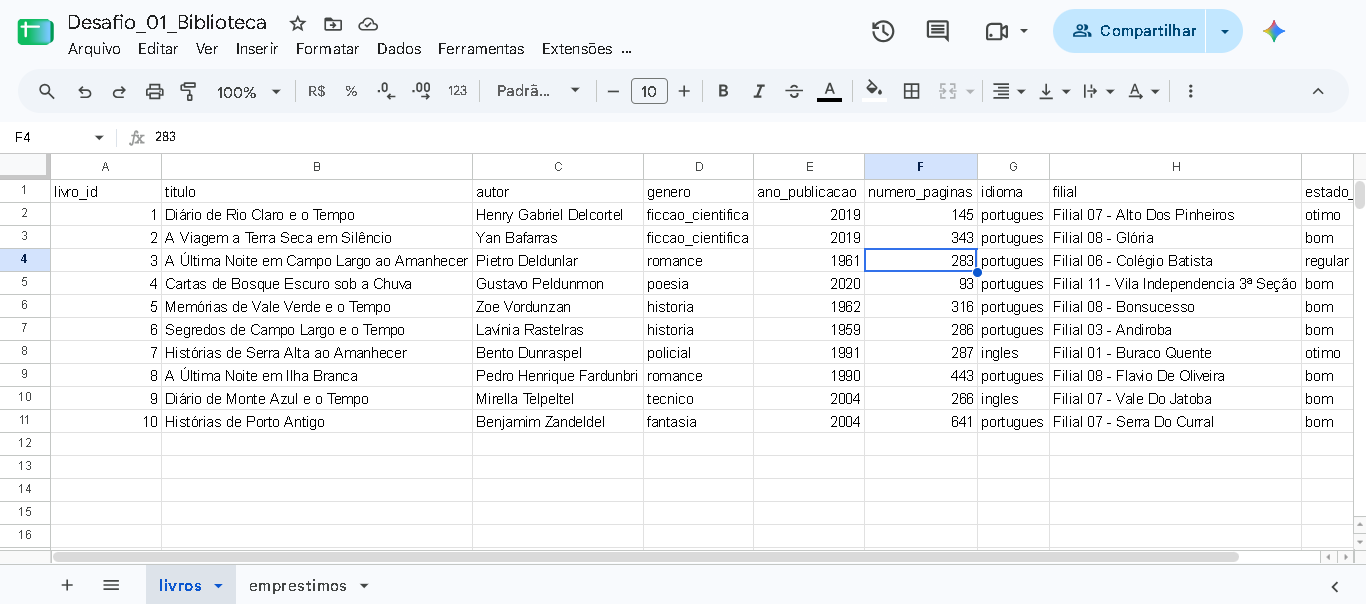 Desafio_01_Biblioteca
Arquivo Editar Ver Inserir Formatar Dados Ferramentas Extensões ...
Compartilhar
100% R$ % .0 .00 123 Padrã... 10 B I A A
F4 fx 283
A B C D E F G H
1 livro_id titulo autor genero ano_publicacao numero_paginas idioma filial estado_
2 1 Diário de Rio Claro e o Tempo Henry Gabriel Delcortel ficcao_cientifica 2019 145 portugues Filial 07 - Alto Dos Pinheiros otimo
3 2 A Viagem a Terra Seca em Silêncio Yan Bafarras ficcao_cientifica 2019 343 portugues Filial 08 - Glória bom
4 3 A Última Noite em Campo Largo ao Amanhecer Pietro Deldunlar romance 1961 283 portugues Filial 06 - Colégio Batista regular
5 4 Cartas de Bosque Escuro sob a Chuva Gustavo Peldunmon poesia 2020 93 portugues Filial 11 - Vila Independencia 3ª Seção bom
6 5 Memórias de Vale Verde e o Tempo Zoe Vordunzan historia 1962 316 portugues Filial 08 - Bonsucesso bom
7 6 Segredos de Campo Largo e o Tempo Lavínia Rastelras historia 1959 286 portugues Filial 03 - Andiroba bom
8 7 Histórias de Serra Alta ao Amanhecer Bento Dunraspel policial 1991 287 ingles Filial 01 - Buraco Quente otimo
9 8 A Última Noite em Ilha Branca Pedro Henrique Fardunbri romance 1990 443 portugues Filial 08 - Flavio De Oliveira bom
10 9 Diário de Monte Azul e o Tempo Mirella Telpeltel tecnico 2004 266 ingles Filial 07 - Vale Do Jatoba bom
11 10 Histórias de Porto Antigo Benjamim Zandeldel fantasia 2004 641 portugues Filial 07 - Serra Do Curral bom
12
13
14
15
16
livros emprestimos